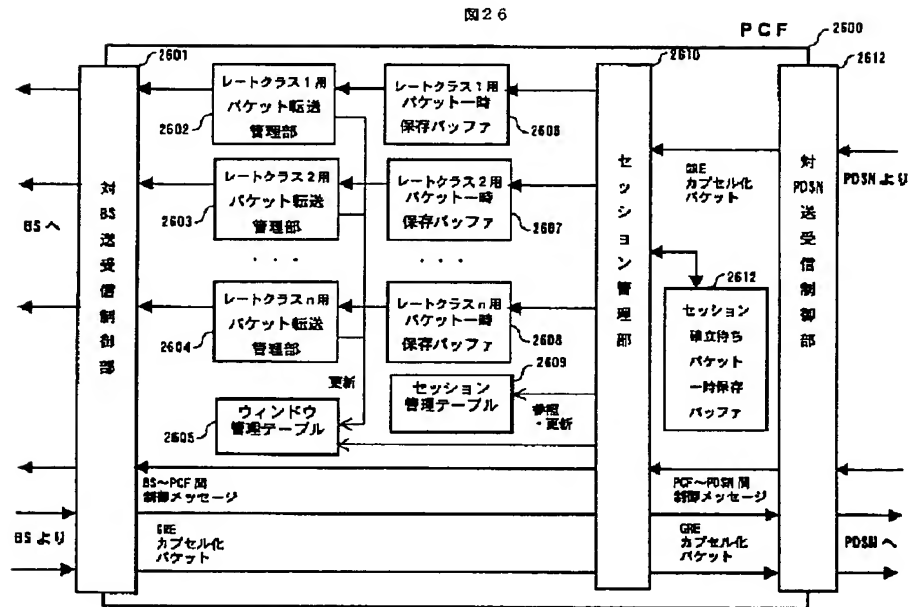 図26
PCF
2600
2601
2610
2612
レートクラス1用
パケット転送
管理部
2602
レートクラス1用
パケット一時
保存バッファ
2606
レートクラス2用
パケット転送
管理部
2603
レートクラス2用
パケット一時
保存バッファ
2607
・・・
・・・
レートクラスn用
パケット転送
管理部
2604
レートクラスn用
パケット一時
保存バッファ
2608
更新
2609
ウィンドウ
管理テーブル
2605
セッション
管理テーブル
参照
・更新
対BS送受信制御部
セッション管理部
対PDSN送受信制御部
GRE
カプセル化
パケット
2612
セッション
確立待ち
パケット
一時保存
バッファ
BSへ
PDSNより
BS〜PCF間
制御メッセージ
PCF〜PDSN間
制御メッセージ
BSより
GRE
カプセル化
パケット
GRE
カプセル化
パケット
PDSNへ